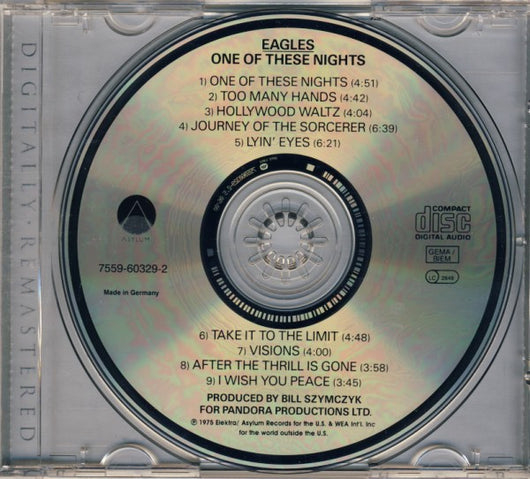 DIGITALLY · REMASTERED
EAGLES
ONE OF THESE NIGHTS
1) ONE OF THESE NIGHTS (4:51)
2) TOO MANY HANDS (4:42)
3) HOLLYWOOD WALTZ (4:04)
4) JOURNEY OF THE SORCERER (6:39)
5) LYIN' EYES (6:21)
ASYLUM
COMPACT
disc
DIGITAL AUDIO
7559-60329-2
GEMA /
BIEM
Made in Germany
LC
6) TAKE IT TO THE LIMIT (4:48)
7) VISIONS (4:00)
8) AFTER THE THRILL IS GONE (3:58)
9) I WISH YOU PEACE (3:45)
PRODUCED BY BILL SZYMCZYK
FOR PANDORA PRODUCTIONS LTD.
℗ 1975 Elektra/ Asylum Records for the U.S. & WEA Int'l. Inc
for the world outside the U.S.